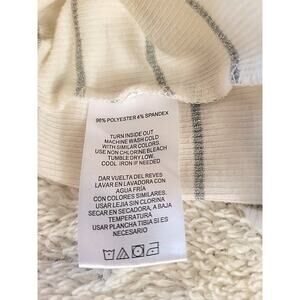 96% POLYESTER 4% SPANDEX
TURN INSIDE OUT
MACHINE WASH COLD
WITH SIMILAR COLORS.
USE NON CHLORINE BLEACH
TUMBLE DRY LOW.
COOL IRON IF NEEDED
DAR VUELTA DEL REVES
LAVAR EN LAVADORA CON
AGUA FRÍA
CON COLORES SIMILARES.
USAR LEJIA SIN CLORINA
SECAR EN SECADORA, A BAJA
TEMPERATURA
USAR PLANCHA TIBIA SI ES
NECESARIO